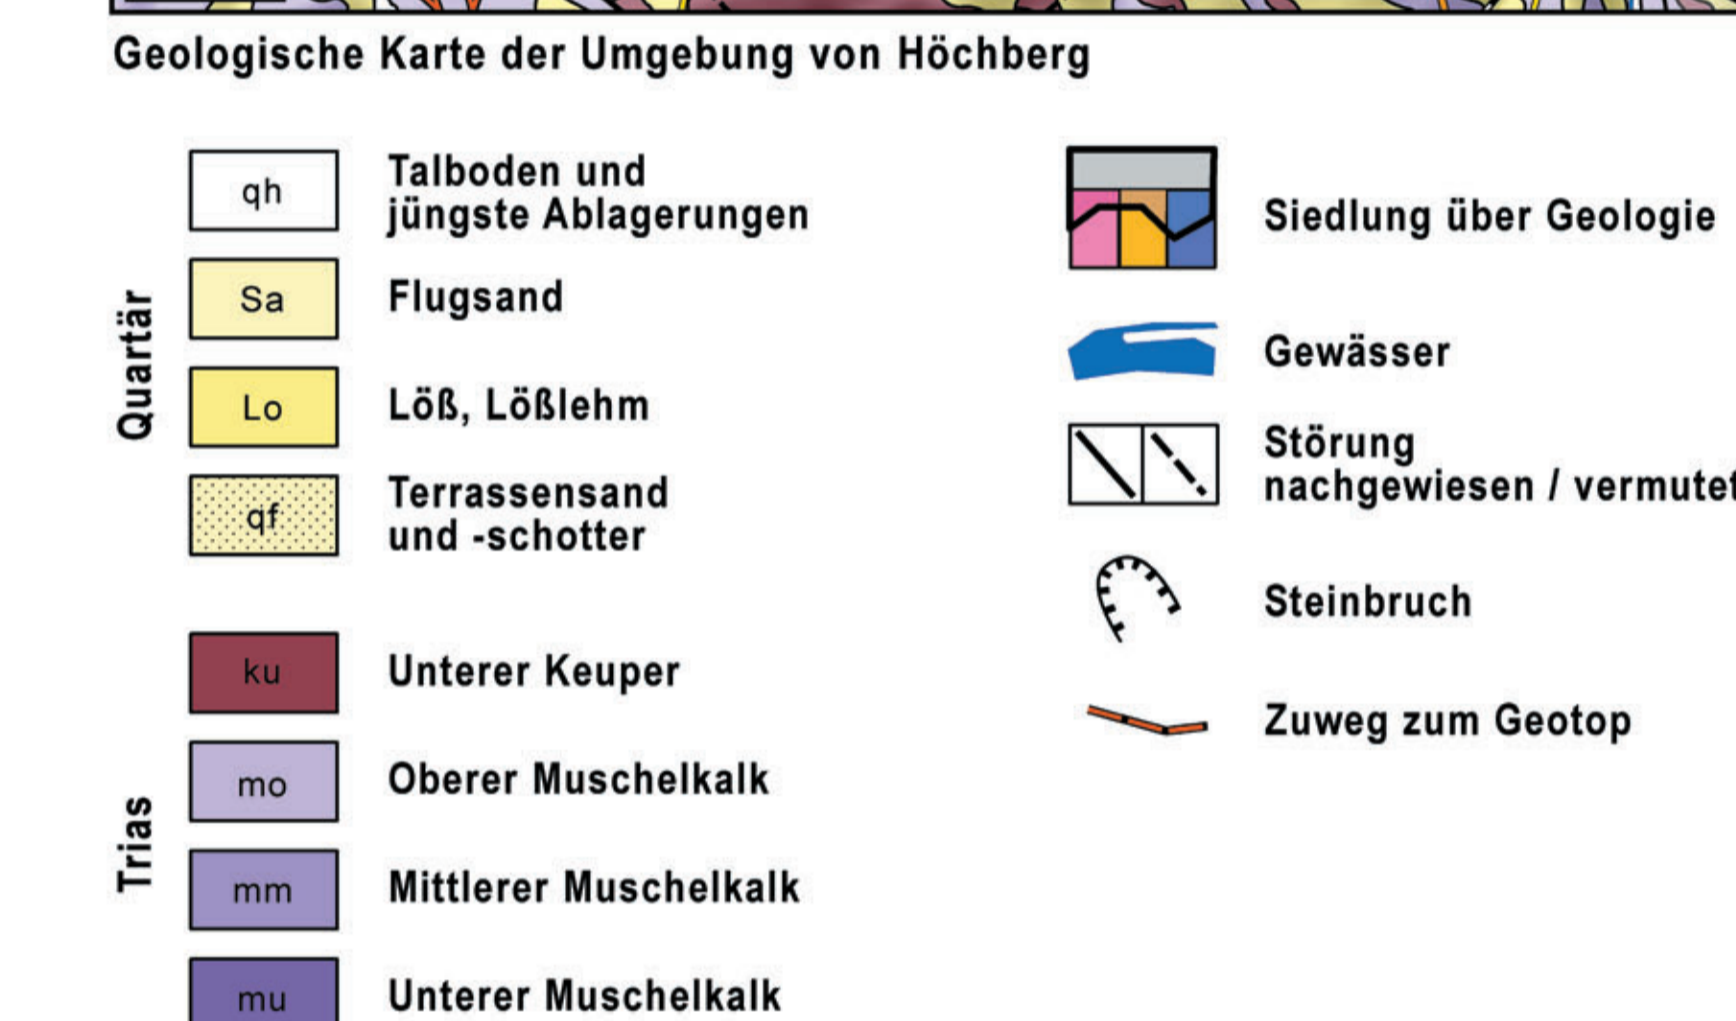 Geologische Karte der Umgebung von Höchberg
Quartär
qh
Talboden und
jüngste Ablagerungen
Sa
Flugsand
Lo
Löß, Lößlehm
qf
Terrassensand
und -schotter
Trias
ku
Unterer Keuper
mo
Oberer Muschelkalk
mm
Mittlerer Muschelkalk
mu
Unterer Muschelkalk
Siedlung über Geologie
Gewässer
Störung
nachgewiesen / vermutet
Steinbruch
Zuweg zum Geotop